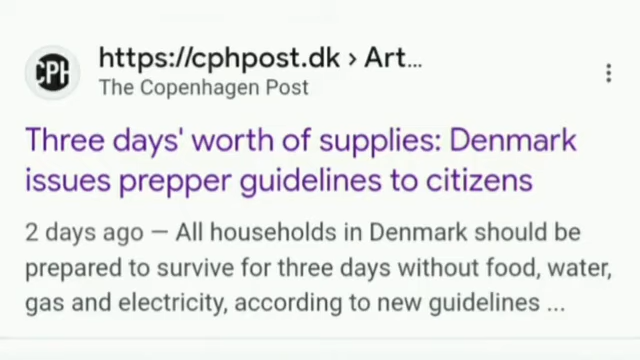 CPH
https://cphpost.dk › Art...
The Copenhagen Post
Three days' worth of supplies: Denmark
issues prepper guidelines to citizens
2 days ago — All households in Denmark should be
prepared to survive for three days without food, water,
gas and electricity, according to new guidelines ...